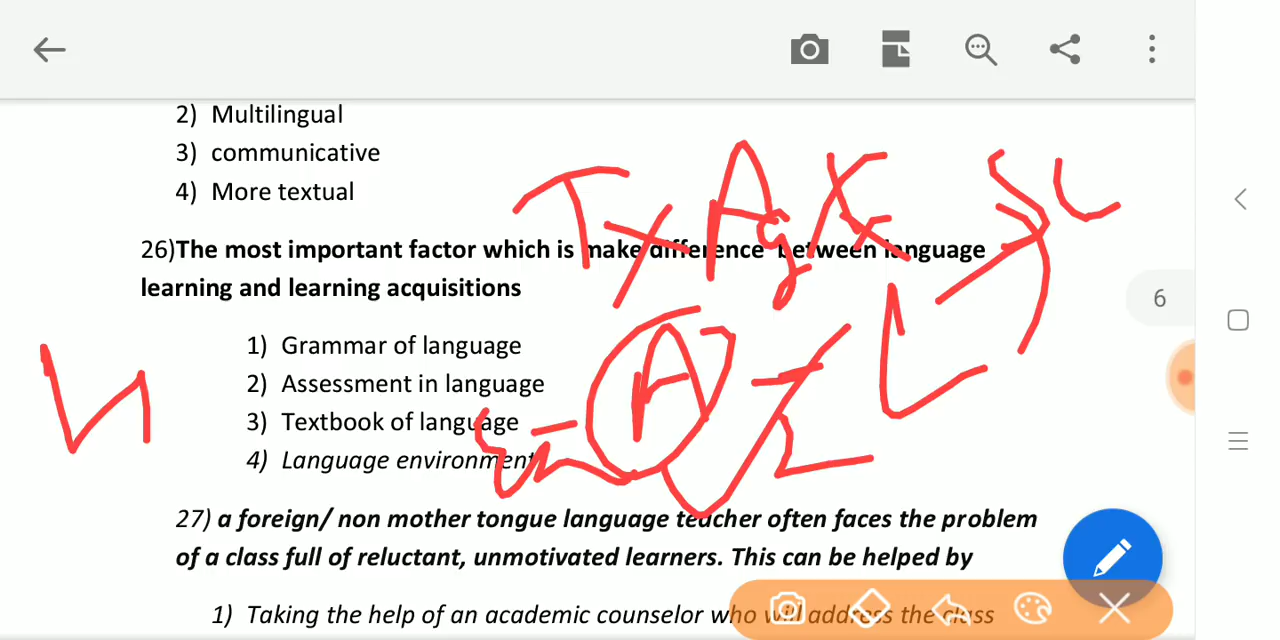 2) Multilingual
3) communicative
4) More textual
6
26)The most important factor which is make difference between language
learning and learning acquisitions
1) Grammar of language
2) Assessment in language
3) Textbook of language
4) Language environment
27) a foreign/ non mother tongue language teacher often faces the problem
of a class full of reluctant, unmotivated learners. This can be helped by
1) Taking the help of an academic counselor who will address the class